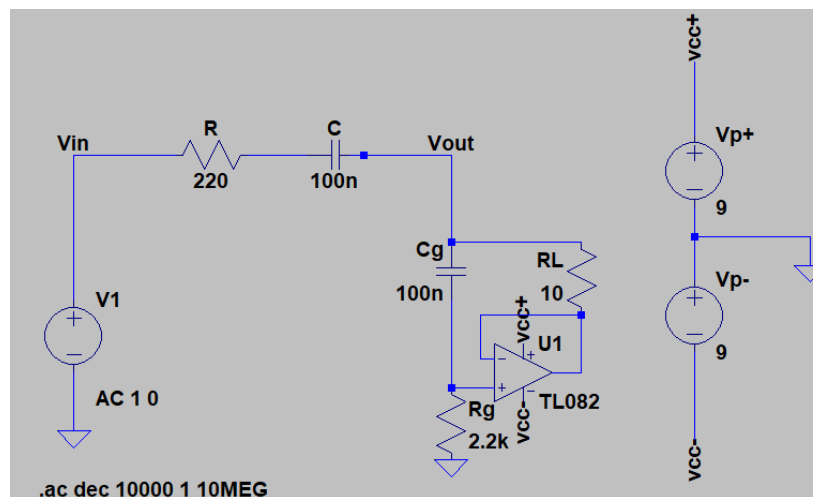 vcc+
R
C
Vin
Vout
220
100n
Vp+
9
Cg
RL
100n
10
vcc+
V1
U1
Vp-
9
AC 1 0
Rg
TL082
2.2k
vcc-
vcc-
.ac dec 10000 1 10MEG